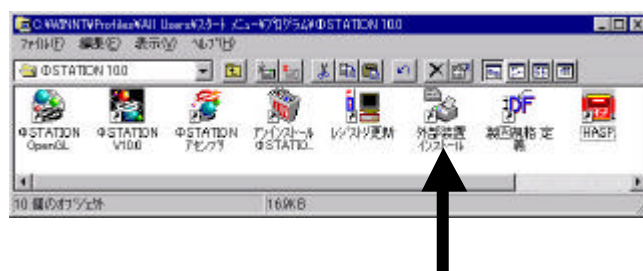 C:¥WINNT¥Profiles¥All Users¥スタート メニュー¥プログラム¥ΦSTATION 10.0
ファイル(F) 編集(E) 表示(V) ヘルプ(H)
ΦSTATION 10.0
ΦSTATION OpenGL
ΦSTATION V10.0
ΦSTATION アセンブラ
アンインストール ΦSTATIO...
レジストリ更新
外部装置 インストール
製図規格 定義
HASP
10 個のオブジェクト
16.9KB